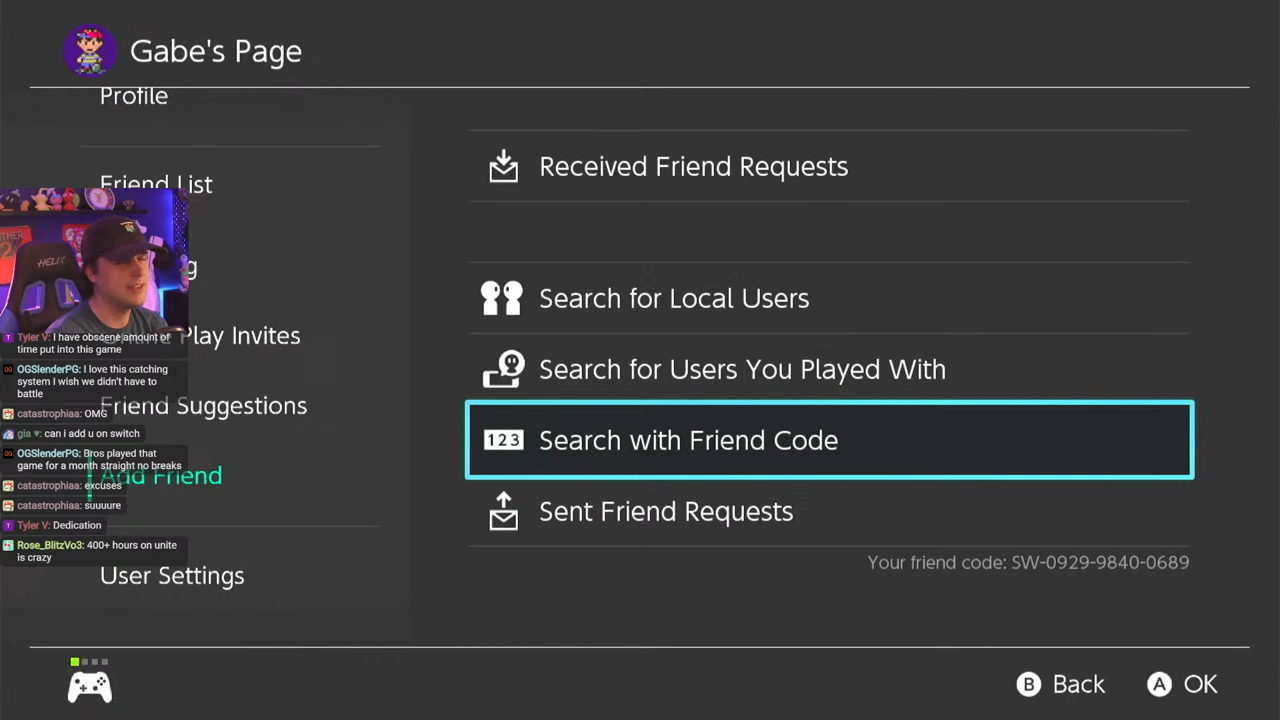 Gabe's Page
Profile
Friend List
Play Invites
Friend Suggestions
Add Friend
User Settings
Received Friend Requests
Search for Local Users
Search for Users You Played With
123 Search with Friend Code
Sent Friend Requests
Your friend code: SW-0929-9840-0689
HELIX
Tyler V: I have obscene amount of
time put into this game
OGSlenderPG: I love this catching
system I wish we didn't have to
battle
catastrophiaa: OMG
gia ♥: can i add u on switch
OGSlenderPG: Bros played that
game for a month straight no breaks
catastrophiaa: excuses
catastrophiaa: suuuure
Tyler V: Dedication
Rose_BlitzVo3: 400+ hours on unite
is crazy
B Back
A OK